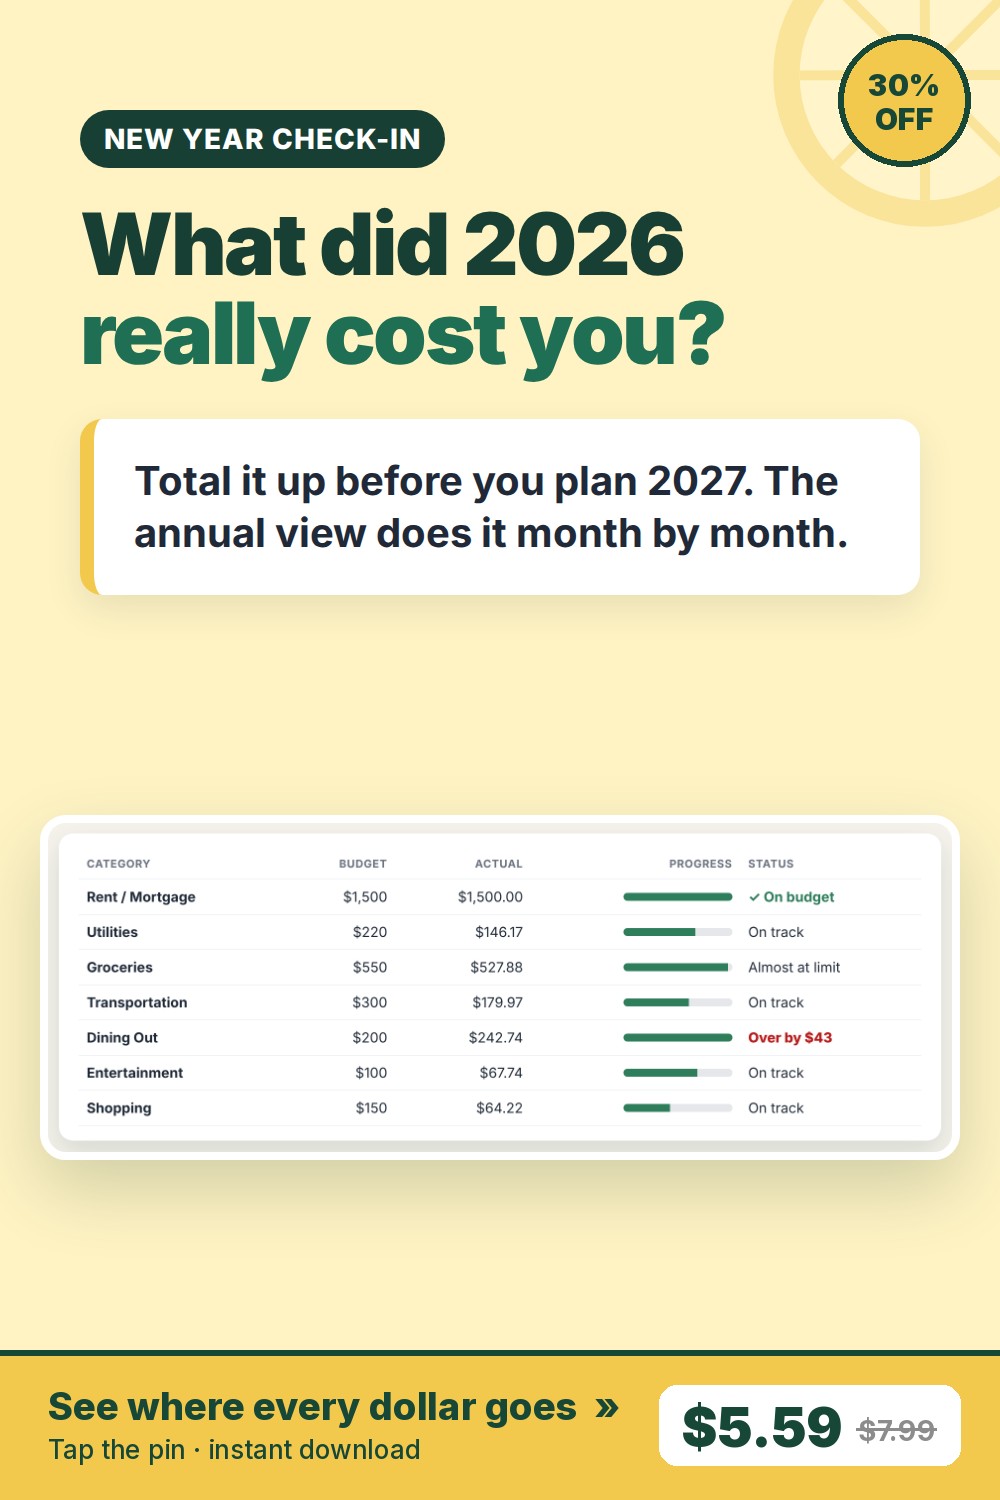 30%
OFF
NEW YEAR CHECK-IN
What did 2026
really cost you?
Total it up before you plan 2027. The
annual view does it month by month.
CATEGORY BUDGET ACTUAL PROGRESS STATUS
Rent / Mortgage $1,500 $1,500.00 ✓ On budget
Utilities $220 $146.17 On track
Groceries $550 $527.88 Almost at limit
Transportation $300 $179.97 On track
Dining Out $200 $242.74 Over by $43
Entertainment $100 $67.74 On track
Shopping $150 $64.22 On track
See where every dollar goes »
Tap the pin · instant download
$5.59 $7.99